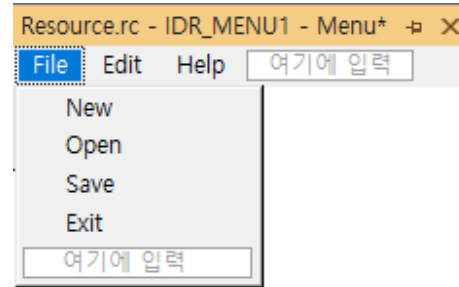 Resource.rc - IDR_MENU1 - Menu*
File Edit Help 여기에 입력
New
Open
Save
Exit
여기에 입력